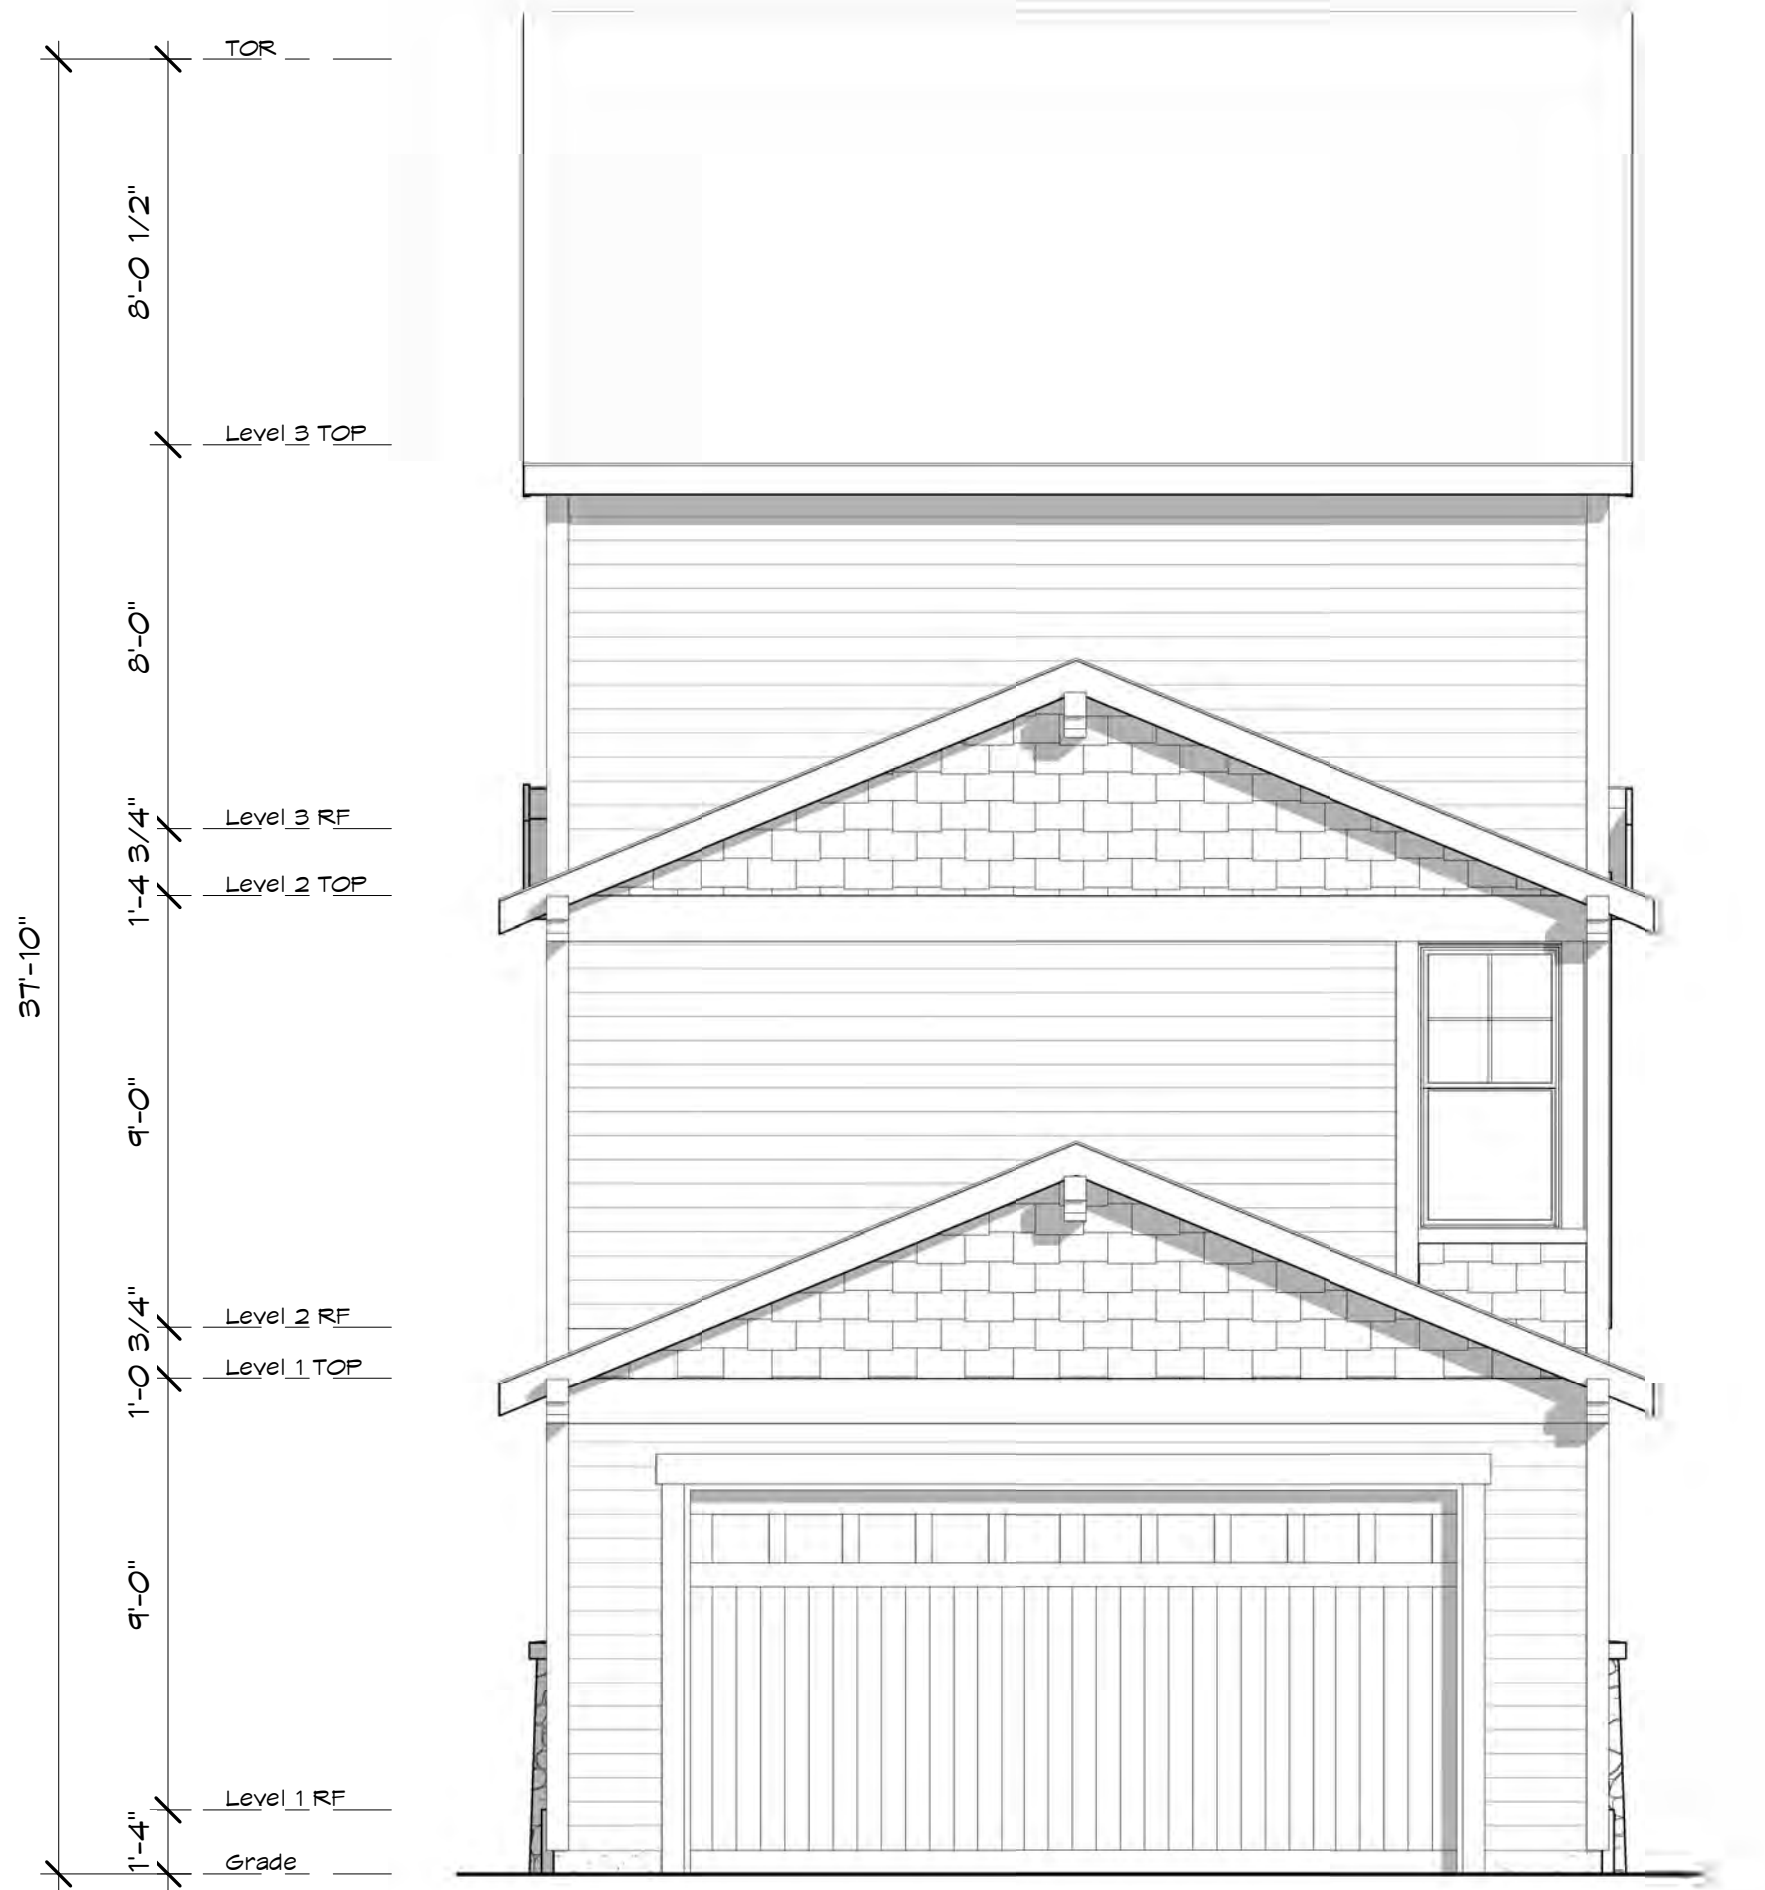 TOR
8'-0 1/2"
Level 3 TOP
8'-0"
Level 3 RF
1'-4 3/4"
Level 2 TOP
37'-10"
9'-0"
Level 2 RF
1'-0 3/4"
Level 1 TOP
9'-0"
Level 1 RF
1'-4"
Grade